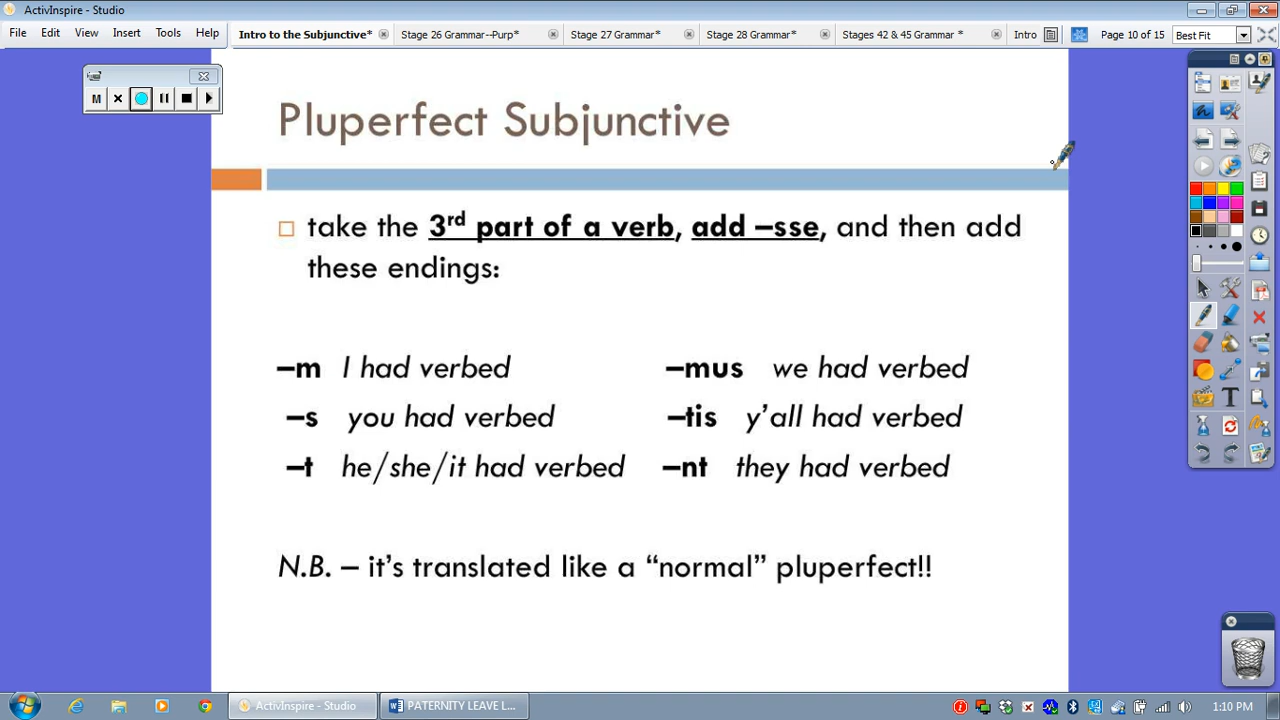 ActivInspire - Studio
File Edit View Insert Tools Help
Intro to the Subjunctive* Stage 26 Grammar--Purp* Stage 27 Grammar* Stage 28 Grammar* Stages 42 & 45 Grammar * Intro Page 10 of 15 Best Fit
M
Pluperfect Subjunctive
take the 3rd part of a verb, add –sse, and then add
these endings:
–m I had verbed –mus we had verbed
–s you had verbed –tis y’all had verbed
–t he/she/it had verbed –nt they had verbed
N.B. – it’s translated like a “normal” pluperfect!!
ActivInspire - Studio PATERNITY LEAVE L... 1:10 PM